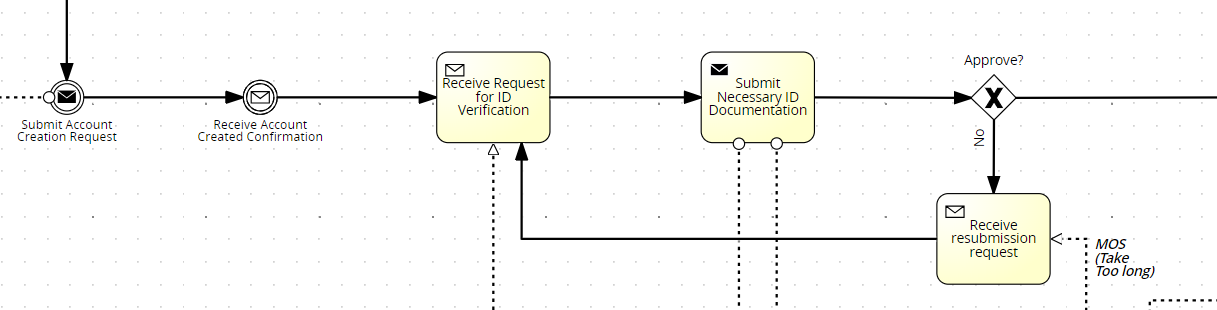 Submit Account
Creation Request
Receive Account
Created Confirmation
Receive Request
for ID
Verification
Submit
Necessary ID
Documentation
Approve?
No
Receive
resubmission
request
MOS
(Take
Too long)